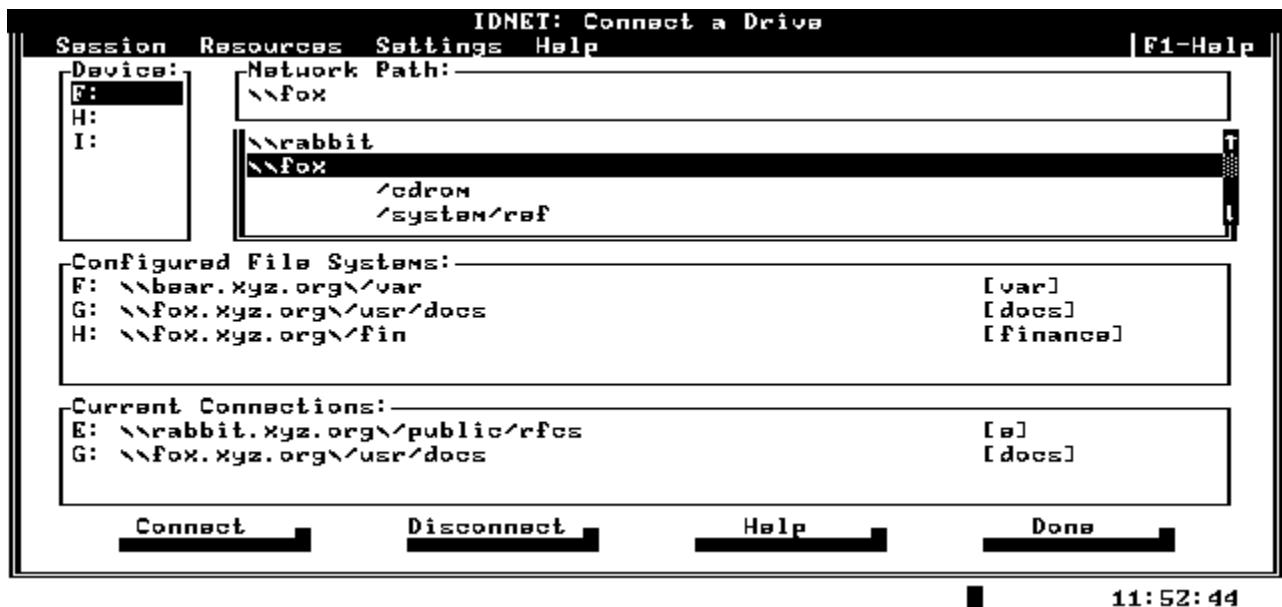 IDNET: Connect a Drive
Session Resources Settings Help |F1-Help
Device:
F:
H:
I:
Network Path:
\\fox
\\rabbit
\\fox
/cdrom
/system/ref
Configured File Systems:
F: \\bear.xyz.org\/var [var]
G: \\fox.xyz.org\/usr/docs [docs]
H: \\fox.xyz.org\/fin [finance]
Current Connections:
E: \\rabbit.xyz.org\/public/rfcs [e]
G: \\fox.xyz.org\/usr/docs [docs]
Connect Disconnect Help Done
11:52:44